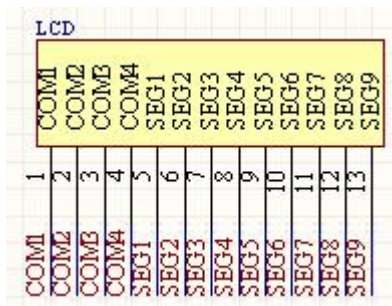 LCD
COM1 COM2 COM3 COM4 SEG1 SEG2 SEG3 SEG4 SEG5 SEG6 SEG7 SEG8 SEG9
1 2 3 4 5 6 7 8 9 10 11 12 13
COM1 COM2 COM3 COM4 SEG1 SEG2 SEG3 SEG4 SEG5 SEG6 SEG7 SEG8 SEG9